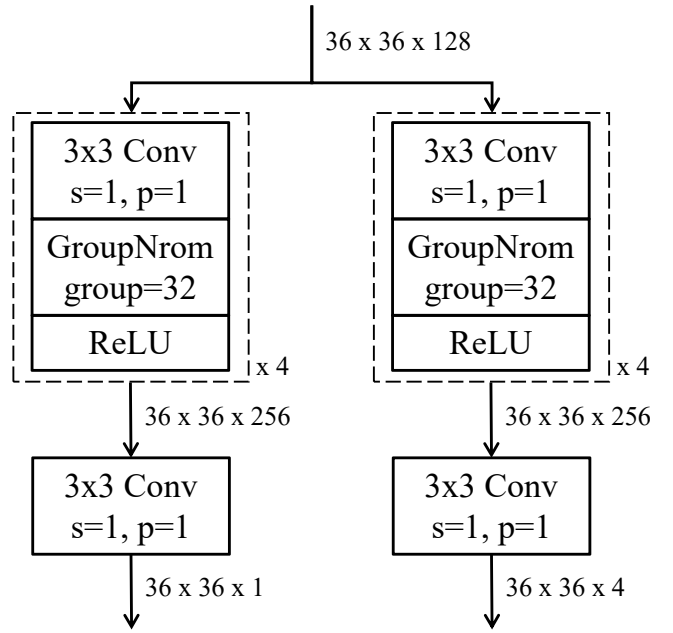 36 x 36 x 128
3x3 Conv
s=1, p=1
GroupNrom
group=32
ReLU
x 4
36 x 36 x 256
3x3 Conv
s=1, p=1
36 x 36 x 1
3x3 Conv
s=1, p=1
GroupNrom
group=32
ReLU
x 4
36 x 36 x 256
3x3 Conv
s=1, p=1
36 x 36 x 4